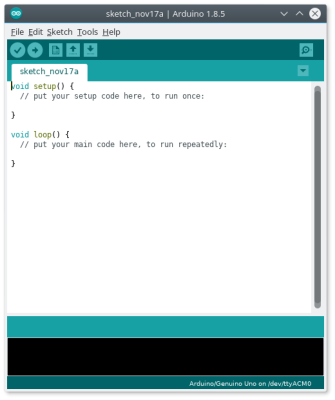 sketch_nov17a | Arduino 1.8.5
File Edit Sketch Tools Help
sketch_nov17a
void setup() {
  // put your setup code here, to run once:
}
void loop() {
  // put your main code here, to run repeatedly:
}
Arduino/Genuino Uno on /dev/ttyACM0